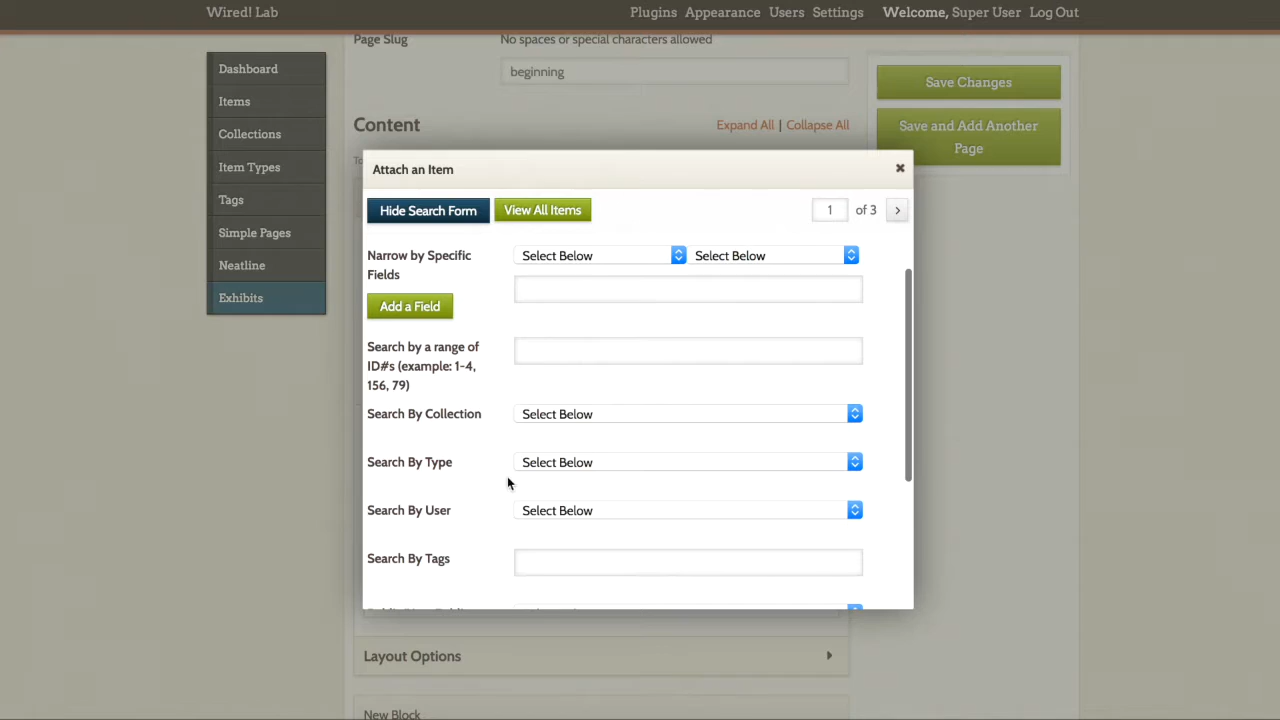 Wired! Lab
Plugins Appearance Users Settings Welcome, Super User Log Out
Page Slug
No spaces or special characters allowed
beginning
Dashboard
Items
Collections
Item Types
Tags
Simple Pages
Neatline
Exhibits
Save Changes
Save and Add Another
Page
Content
Expand All | Collapse All
Attach an Item
Hide Search Form
View All Items
1 of 3
Narrow by Specific
Fields
Select Below
Select Below
Add a Field
Search by a range of
ID#s (example: 1-4,
156, 79)
Search By Collection
Select Below
Search By Type
Select Below
Search By User
Select Below
Search By Tags
Layout Options
New Block